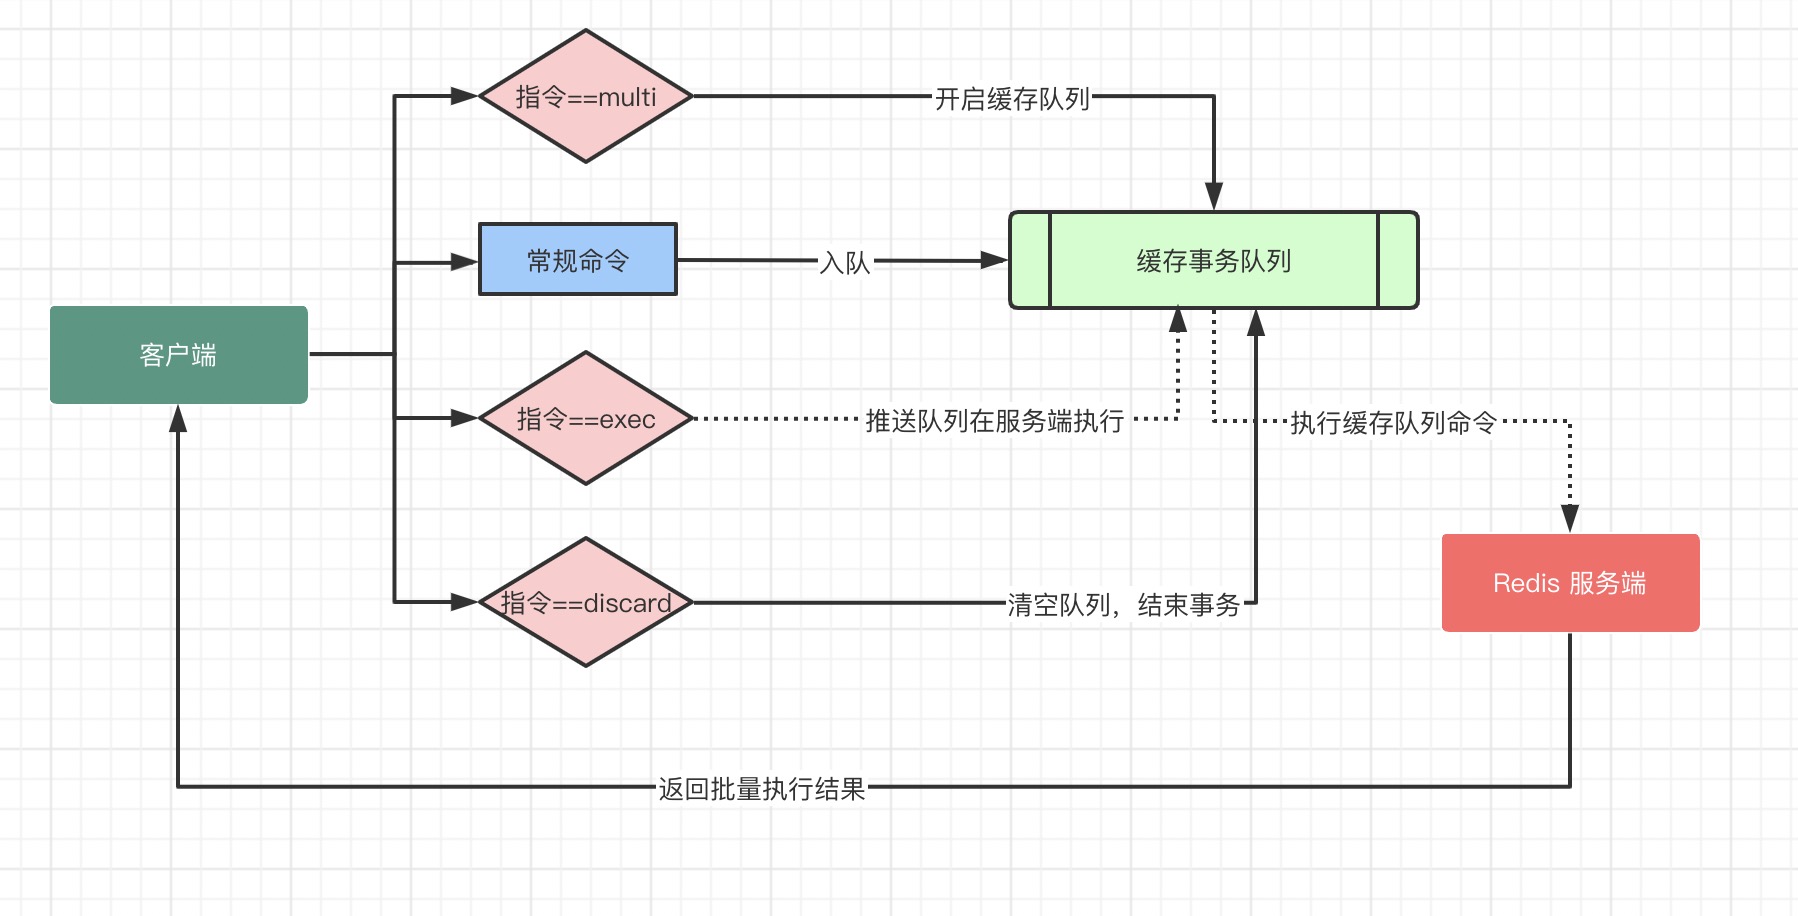 指令==multi
开启缓存队列
常规命令
入队
缓存事务队列
客户端
指令==exec
推送队列在服务端执行
执行缓存队列命令
指令==discard
清空队列，结束事务
Redis 服务端
返回批量执行结果